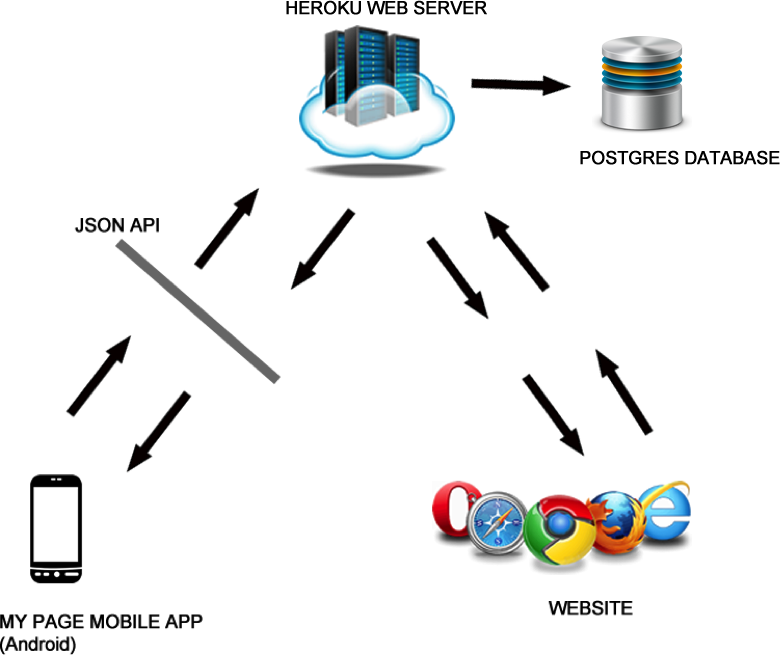 HEROKU WEB SERVER
POSTGRES DATABASE
JSON API
WEBSITE
MY PAGE MOBILE APP
(Android)